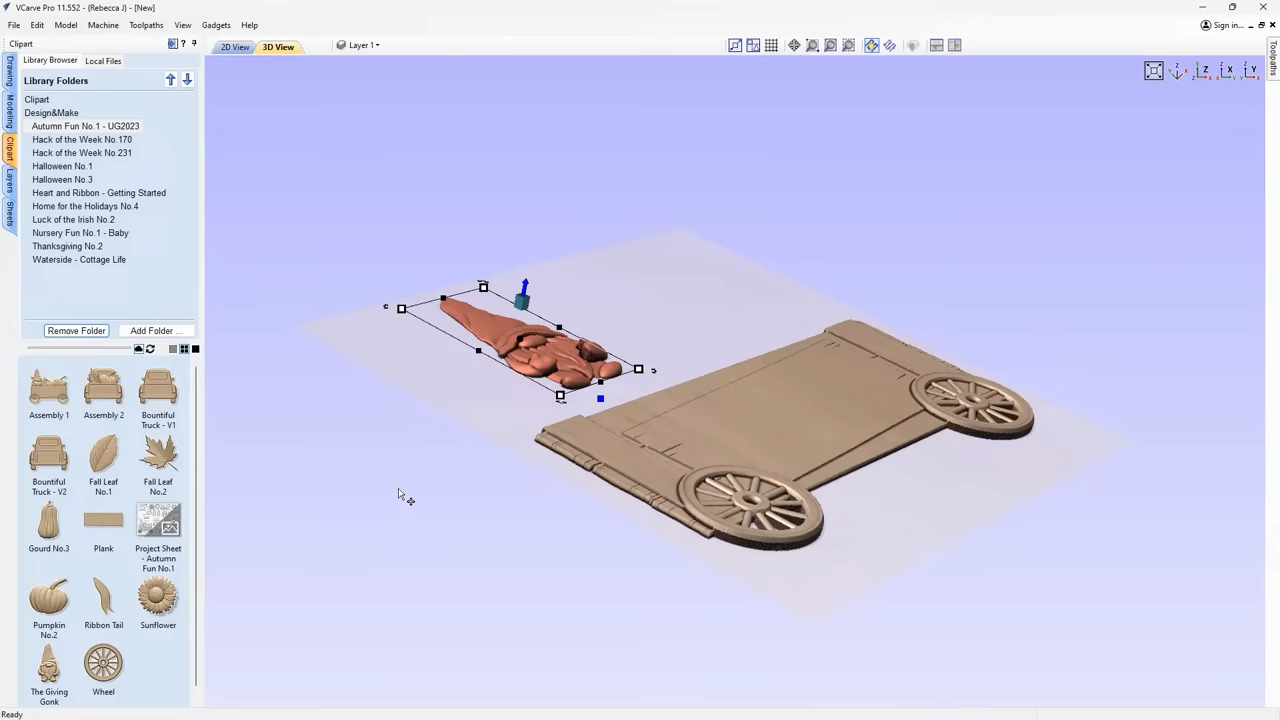 VCarve Pro 11.552 - {Rebecca J} - [New]
File Edit Model Machine Toolpaths View Gadgets Help
Sign in...
Clipart
2D View 3D View Layer 1
Library Browser Local Files
Library Folders
Clipart
Design&Make
Autumn Fun No.1 - UG2023
Hack of the Week No.170
Hack of the Week No.231
Halloween No.1
Halloween No.3
Heart and Ribbon - Getting Started
Home for the Holidays No.4
Luck of the Irish No.2
Nursery Fun No.1 - Baby
Thanksgiving No.2
Waterside - Cottage Life
Remove Folder Add Folder ...
Assembly 1 Assembly 2 Bountiful
Truck - V1
Bountiful Fall Leaf Fall Leaf
Truck - V2 No.1 No.2
Gourd No.3 Plank Project Sheet
- Autumn
Fun No.1
Pumpkin Ribbon Tail Sunflower
No.2
The Giving Wheel
Gonk
Drawing
Modeling
Clipart
Layers
Sheets
Toolpaths
Z X Y
Ready